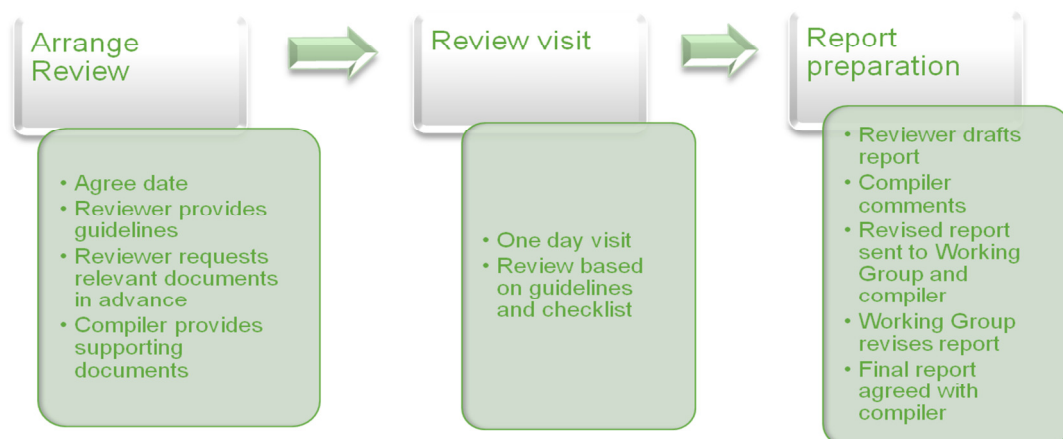 Arrange
Review
• Agree date
• Reviewer provides
guidelines
• Reviewer requests
relevant documents
in advance
• Compiler provides
supporting
documents
Review visit
• One day visit
• Review based
on guidelines
and checklist
Report
preparation
• Reviewer drafts
report
• Compiler
comments
• Revised report
sent to Working
Group and
compiler
• Working Group
revises report
• Final report
agreed with
compiler